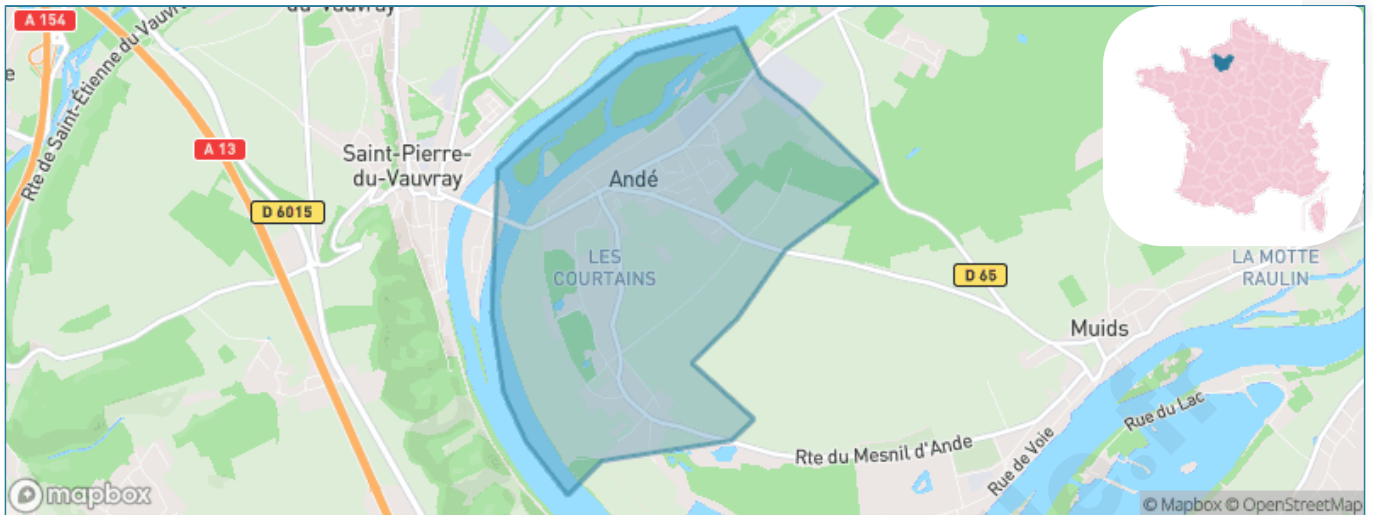 A 154
du-Vauvray
e
Rte de Saint-Étienne du Vauvr
A 13
Saint-Pierre-
du-Vauvray
D 6015
Andé
LES
COURTAINS
D 65
LA MOTTE
RAULIN
Muids
Rue du Lac
Rte du Mesnil d'Ande
Rue de Voie
mapbox
© Mapbox © OpenStreetMap